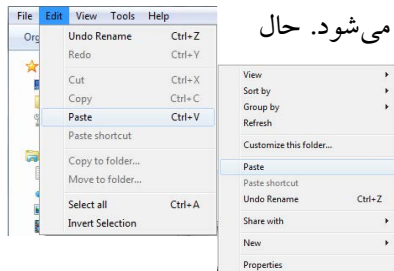 می‌شود. حال
File Edit View Tools Help
Org
Undo Rename Ctrl+Z
Redo Ctrl+Y
Cut Ctrl+X
Copy Ctrl+C
Paste Ctrl+V
Paste shortcut
Copy to folder...
Move to folder...
Select all Ctrl+A
Invert Selection
View
Sort by
Group by
Refresh
Customize this folder...
Paste
Paste shortcut
Undo Rename Ctrl+Z
Share with
New
Properties